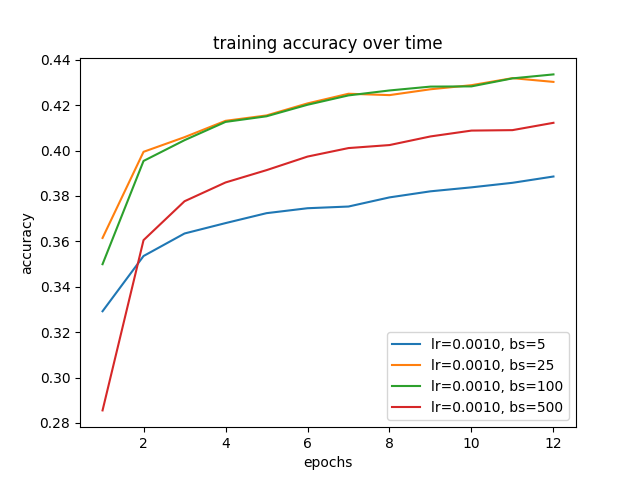 training accuracy over time
0.44
0.42
0.40
0.38
0.36
0.34
0.32
0.30
0.28
accuracy
lr=0.0010, bs=5
lr=0.0010, bs=25
lr=0.0010, bs=100
lr=0.0010, bs=500
2 4 6 8 10 12
epochs